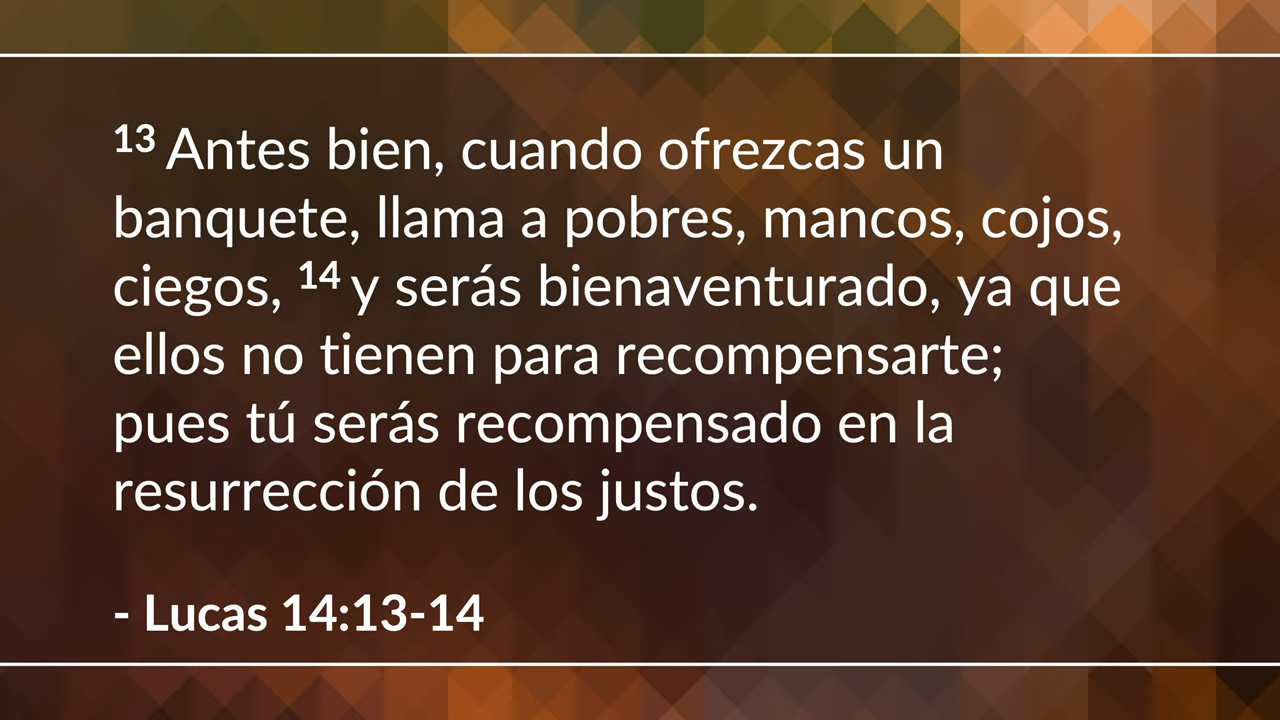 13 Antes bien, cuando ofrezcas un
banquete, llama a pobres, mancos, cojos,
ciegos, 14 y serás bienaventurado, ya que
ellos no tienen para recompensarte;
pues tú serás recompensado en la
resurrección de los justos.
- Lucas 14:13-14